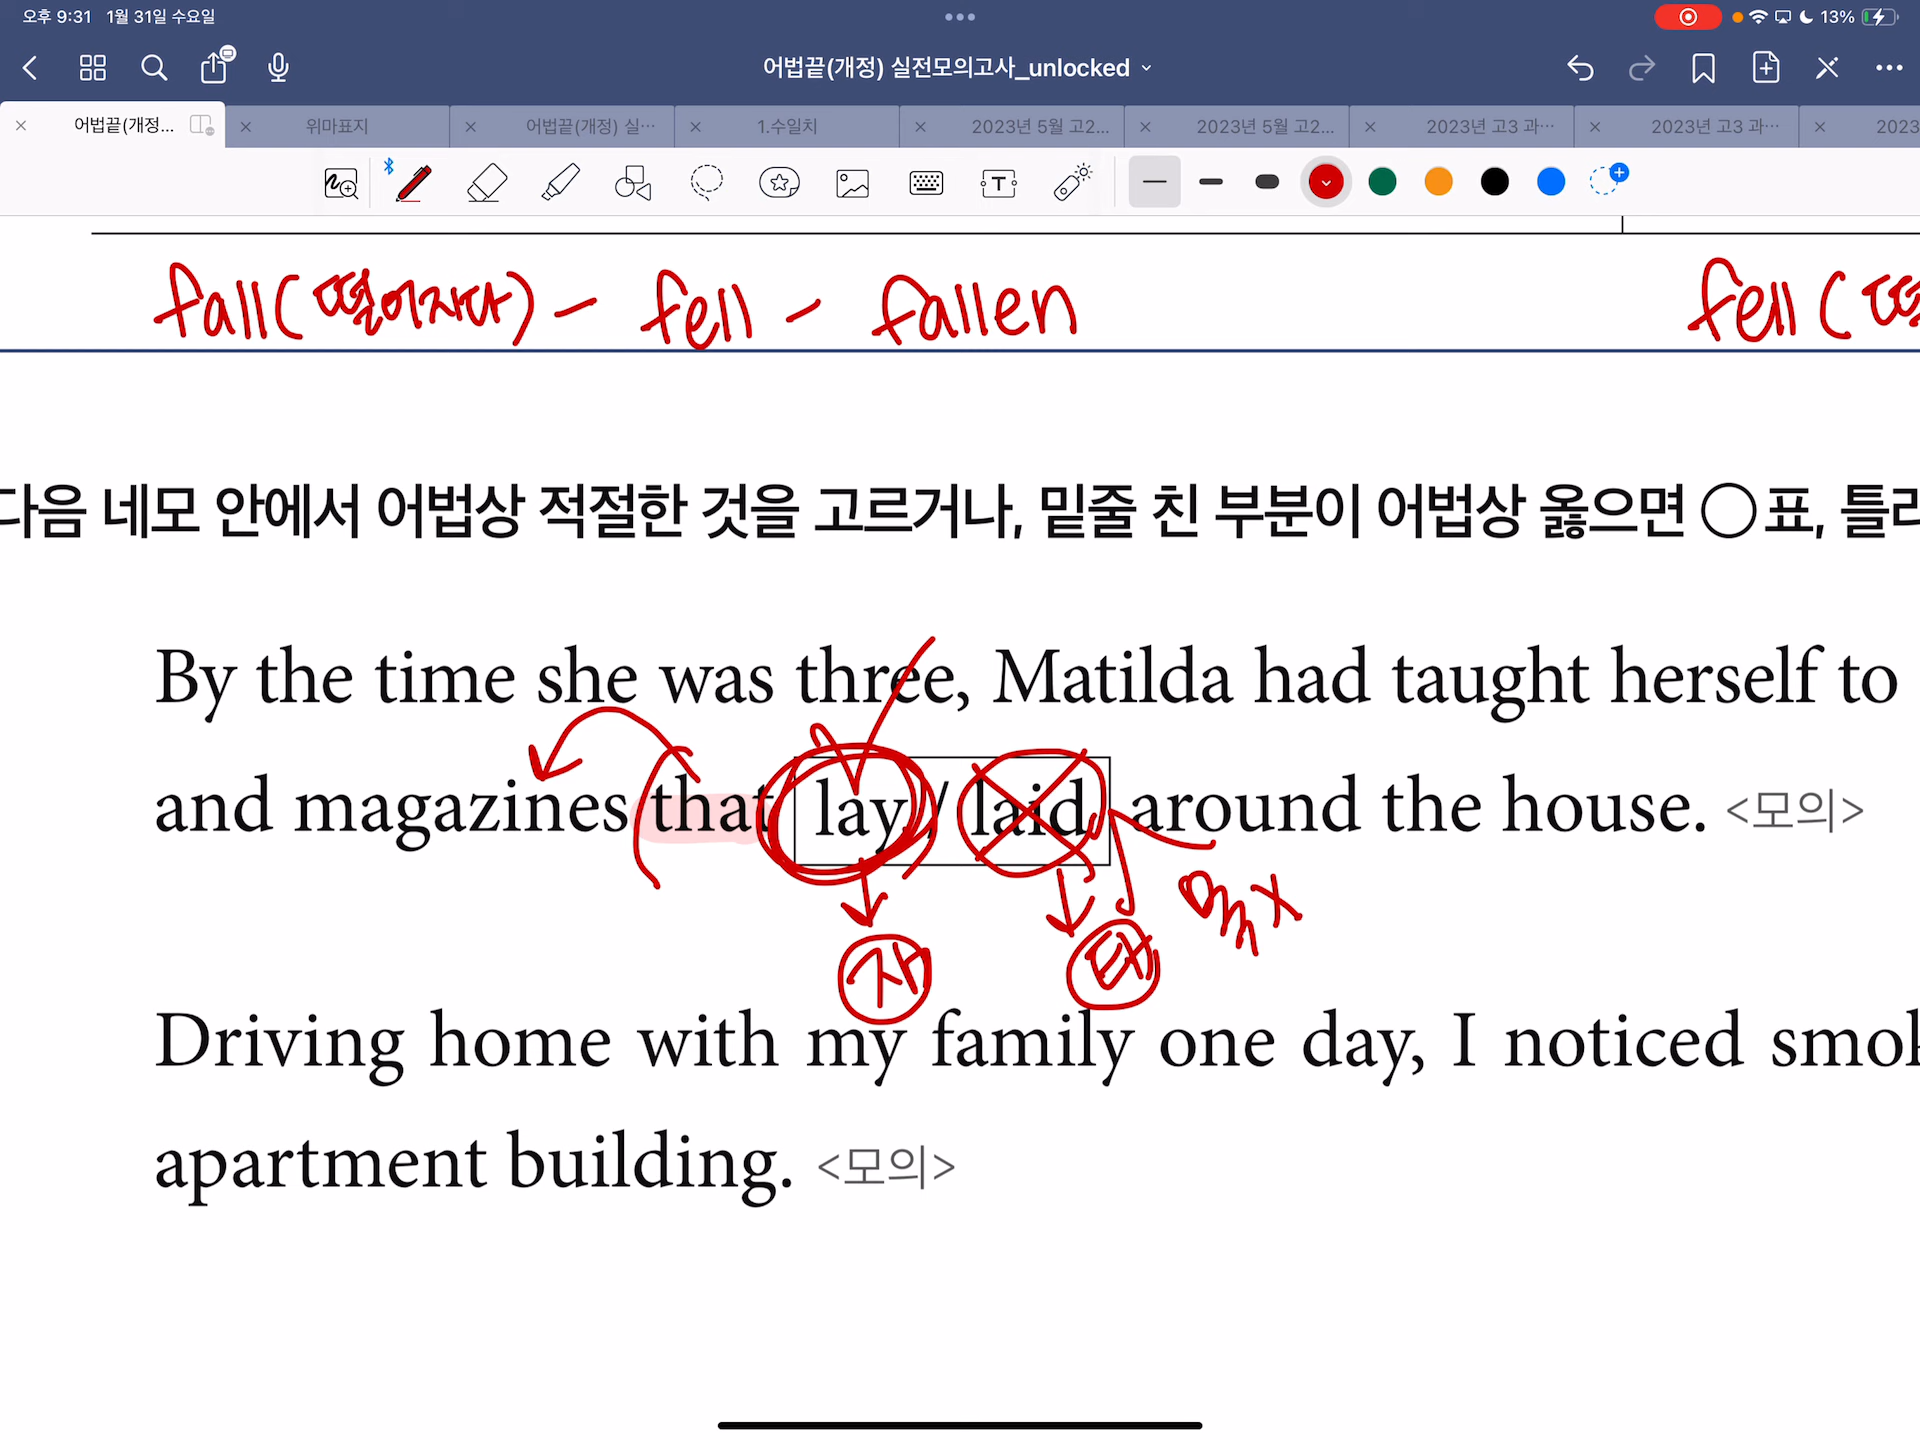 오후 9:31 1월 31일 수요일
13%
어법끝(개정) 실전모의고사_unlocked
어법끝(개정...
위마표지
어법끝(개정) 실...
1.수일치
2023년 5월 고2...
2023년 5월 고2...
2023년 고3 과...
2023년 고3 과...
2023
fall(떨어지다) - fell - fallen
fell (
다음 네모 안에서 어법상 적절한 것을 고르거나, 밑줄 친 부분이 어법상 옳으면 ◯표, 틀리
By the time she was three, Matilda had taught herself to
and magazines that lay / laid around the house. <모의>
목X
자
타
Driving home with my family one day, I noticed smok
apartment building. <모의>